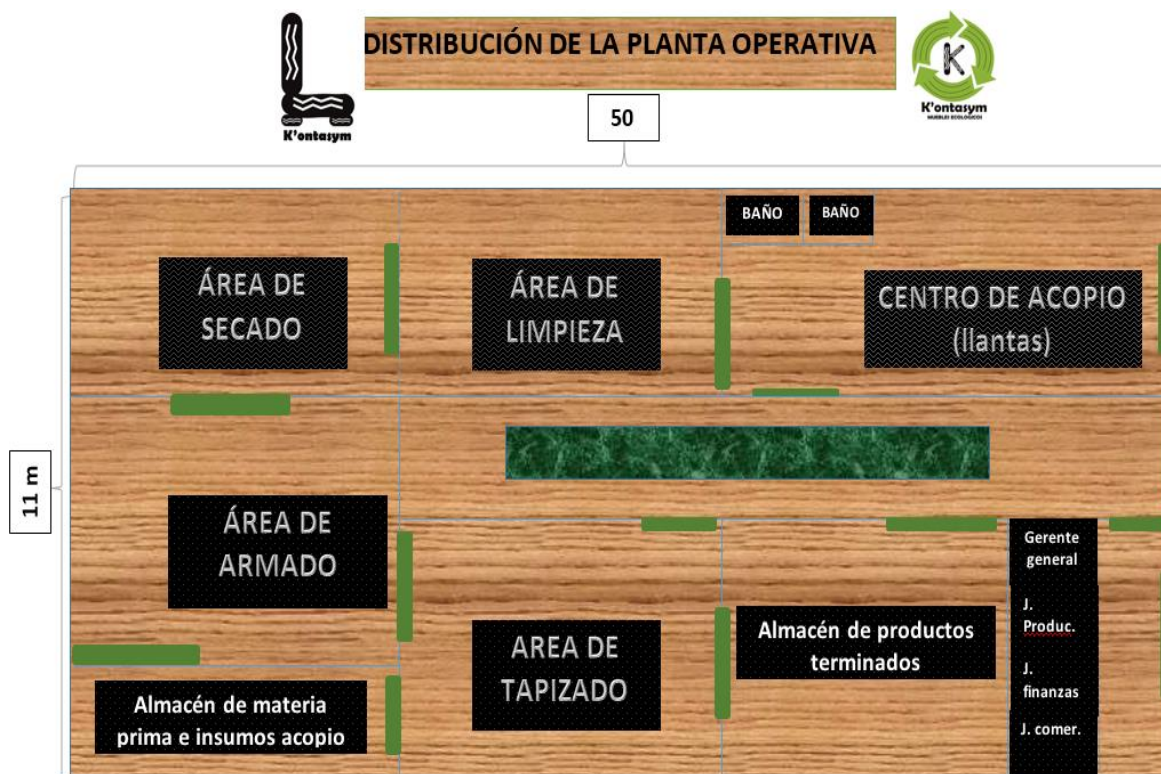 DISTRIBUCIÓN DE LA PLANTA OPERATIVA
K'ontasym
K
K'ontasym
MUEBLES ECOLOGICOS
50
11 m
BAÑO
BAÑO
ÁREA DE
SECADO
ÁREA DE
LIMPIEZA
CENTRO DE ACOPIO
(llantas)
ÁREA DE
ARMADO
Almacén de materia
prima e insumos acopio
AREA DE
TAPIZADO
Almacén de productos
terminados
Gerente
general
J.
Produc.
J.
finanzas
J. comer.